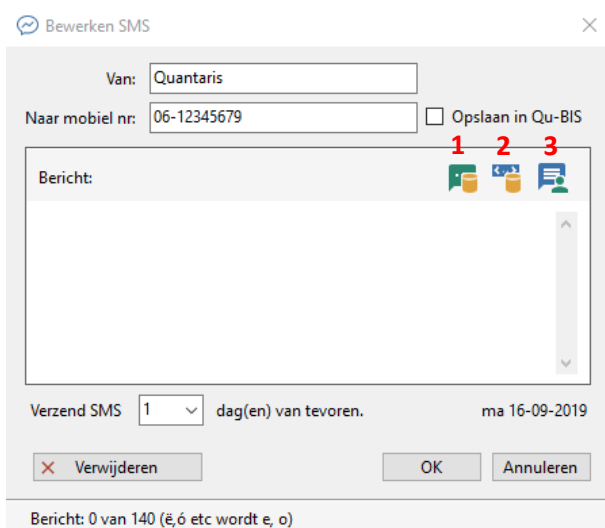 Bewerken SMS
Van: Quantaris
Naar mobiel nr: 06-12345679 Opslaan in Qu-BIS
1 2 3
Bericht:
Verzend SMS 1 dag(en) van tevoren. ma 16-09-2019
Verwijderen OK Annuleren
Bericht: 0 van 140 (ë,ó etc wordt e, o)